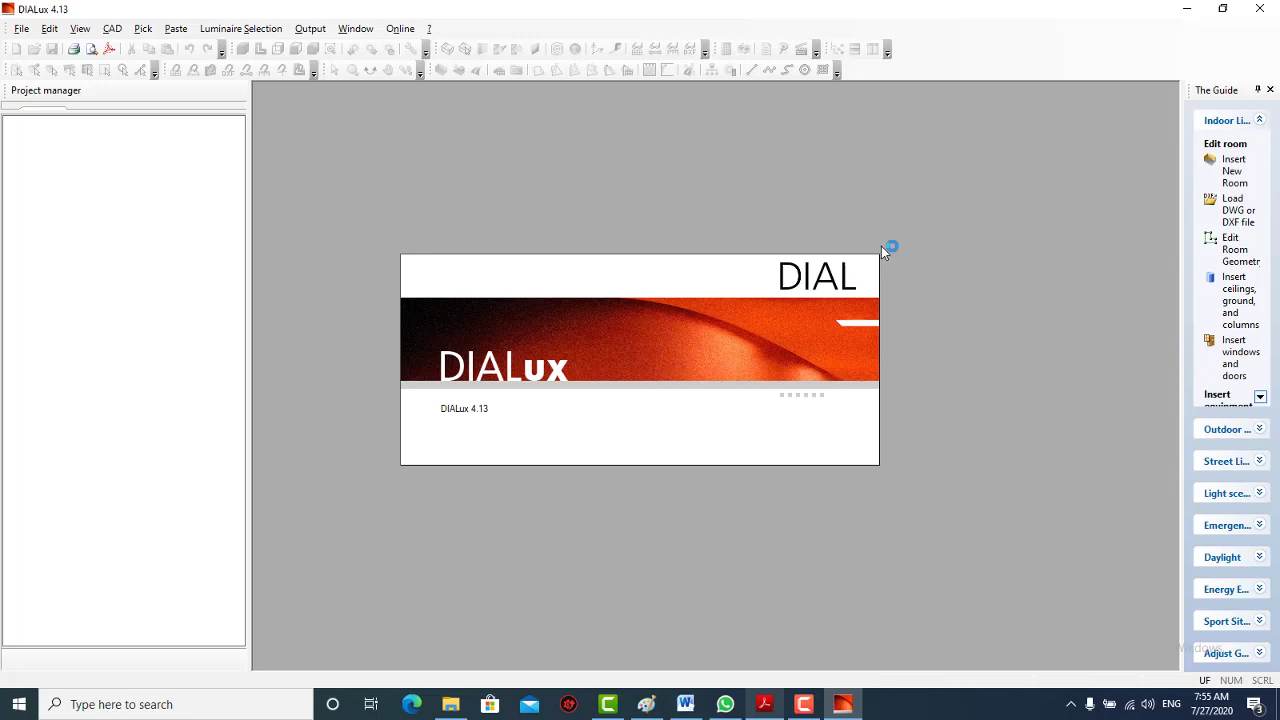 DIALux 4.13
File Edit View CAD Pick Paste Luminaire Selection Output Window Online ?
Project manager
The Guide
Indoor Li...
Edit room
Insert
New
Room
Load
DWG or
DXF file
Edit
Room
Geometr
Insert
ceilings,
ground,
and
columns
Insert
windows
and
doors
Insert
Outdoor ...
Street Li...
Light sce...
Emergen...
Daylight
Energy E...
Sport Sit...
Adjust G...
DIAL
DIALux
DIALux 4.13
UF NUM SCRL
Type here to search
ENG
7:55 AM
7/27/2020
3